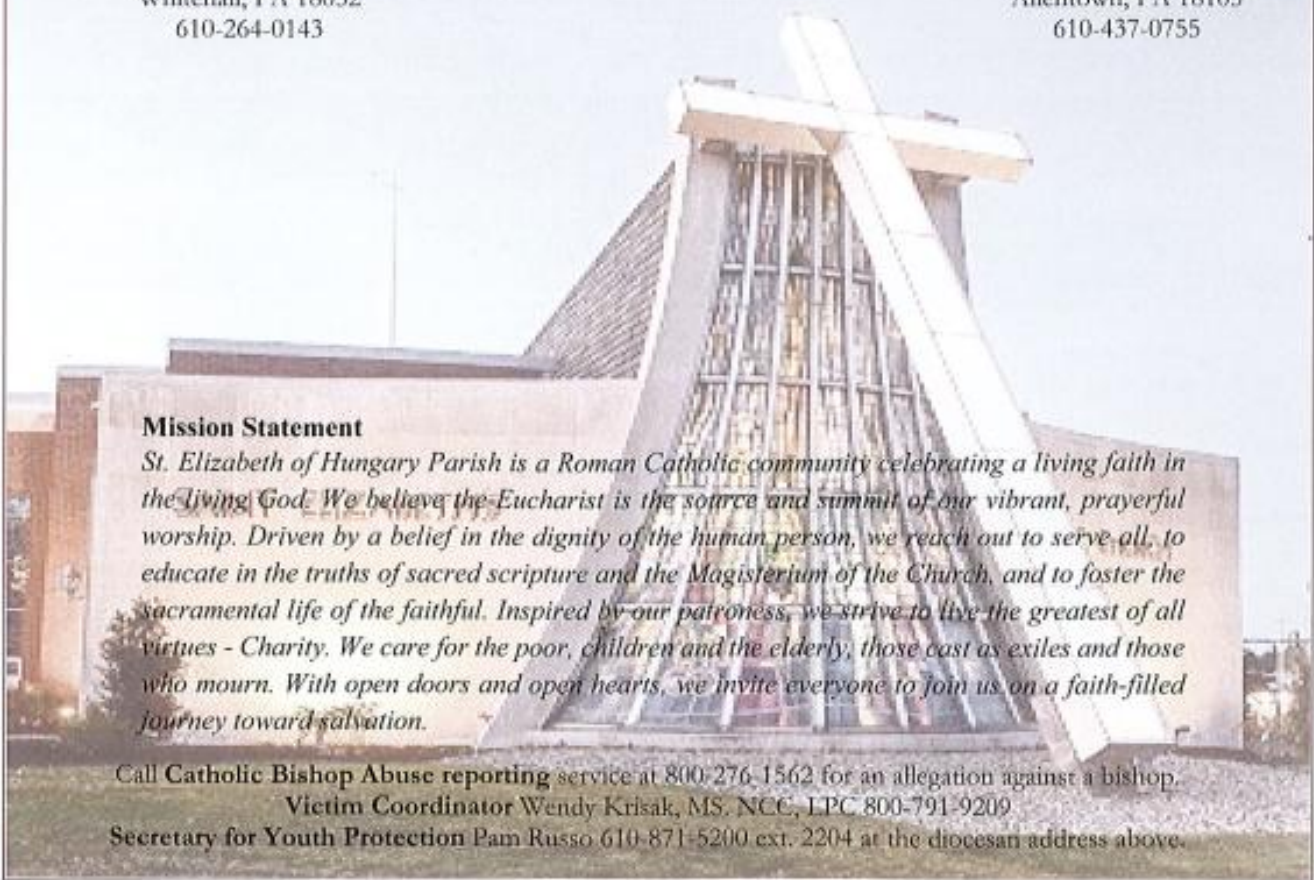 Whitehall, PA 18052
610-264-0143
Allentown, PA 18103
610-437-0755
Mission Statement
St. Elizabeth of Hungary Parish is a Roman Catholic community celebrating a living faith in
the living God. We believe the Eucharist is the source and summit of our vibrant, prayerful
worship. Driven by a belief in the dignity of the human person, we reach out to serve all, to
educate in the truths of sacred scripture and the Magisterium of the Church, and to foster the
sacramental life of the faithful. Inspired by our patroness, we strive to live the greatest of all
virtues - Charity. We care for the poor, children and the elderly, those cast as exiles and those
who mourn. With open doors and open hearts, we invite everyone to join us on a faith-filled
journey toward salvation.
Call Catholic Bishop Abuse reporting service at 800-276-1562 for an allegation against a bishop.
Victim Coordinator Wendy Krisak, MS. NCC, LPC 800-791-9209
Secretary for Youth Protection Pam Russo 610-871-5200 ext. 2204 at the diocesan address above.